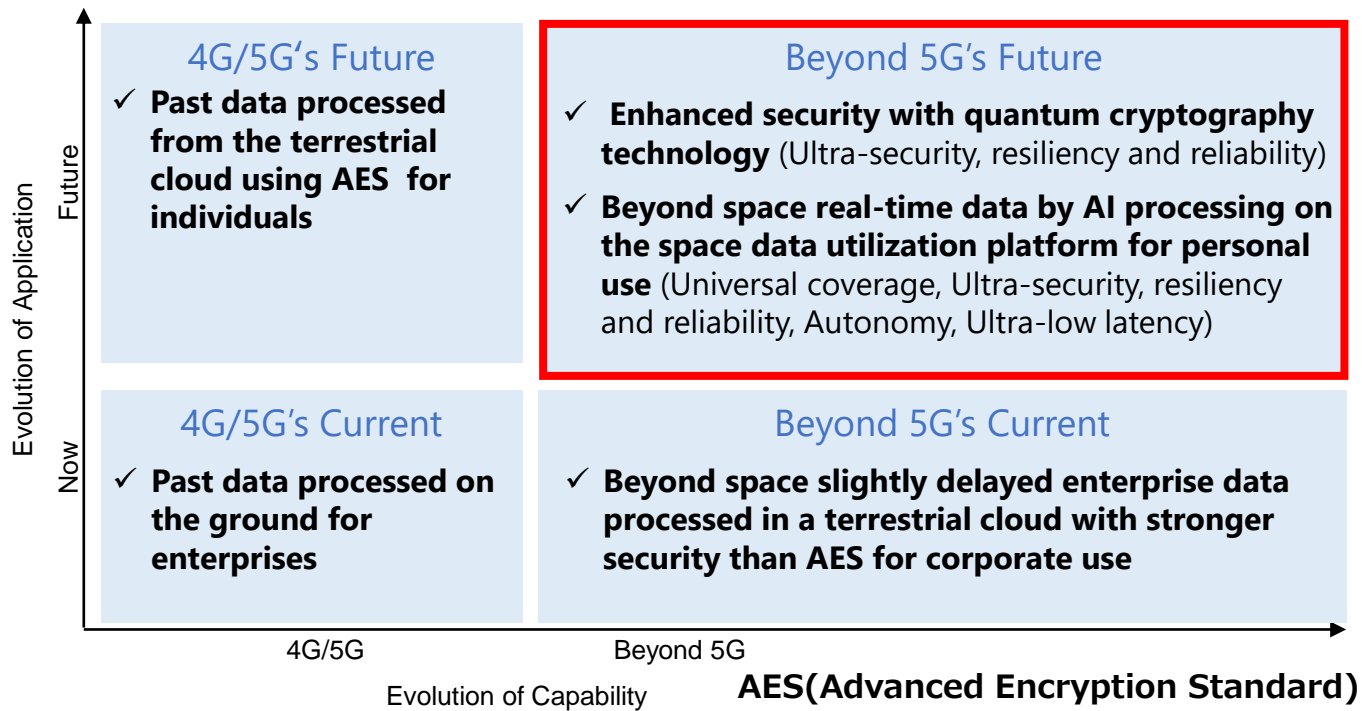 4G/5G‘s Future
✓ Past data processed
from the terrestrial
cloud using AES for
individuals
Beyond 5G’s Future
✓ Enhanced security with quantum cryptography
technology (Ultra-security, resiliency and reliability)
✓ Beyond space real-time data by AI processing on
the space data utilization platform for personal
use (Universal coverage, Ultra-security, resiliency
and reliability, Autonomy, Ultra-low latency)
4G/5G’s Current
✓ Past data processed on
the ground for
enterprises
Beyond 5G’s Current
✓ Beyond space slightly delayed enterprise data
processed in a terrestrial cloud with stronger
security than AES for corporate use
Evolution of Application
Future
Now
4G/5G
Beyond 5G
Evolution of Capability
AES(Advanced Encryption Standard)